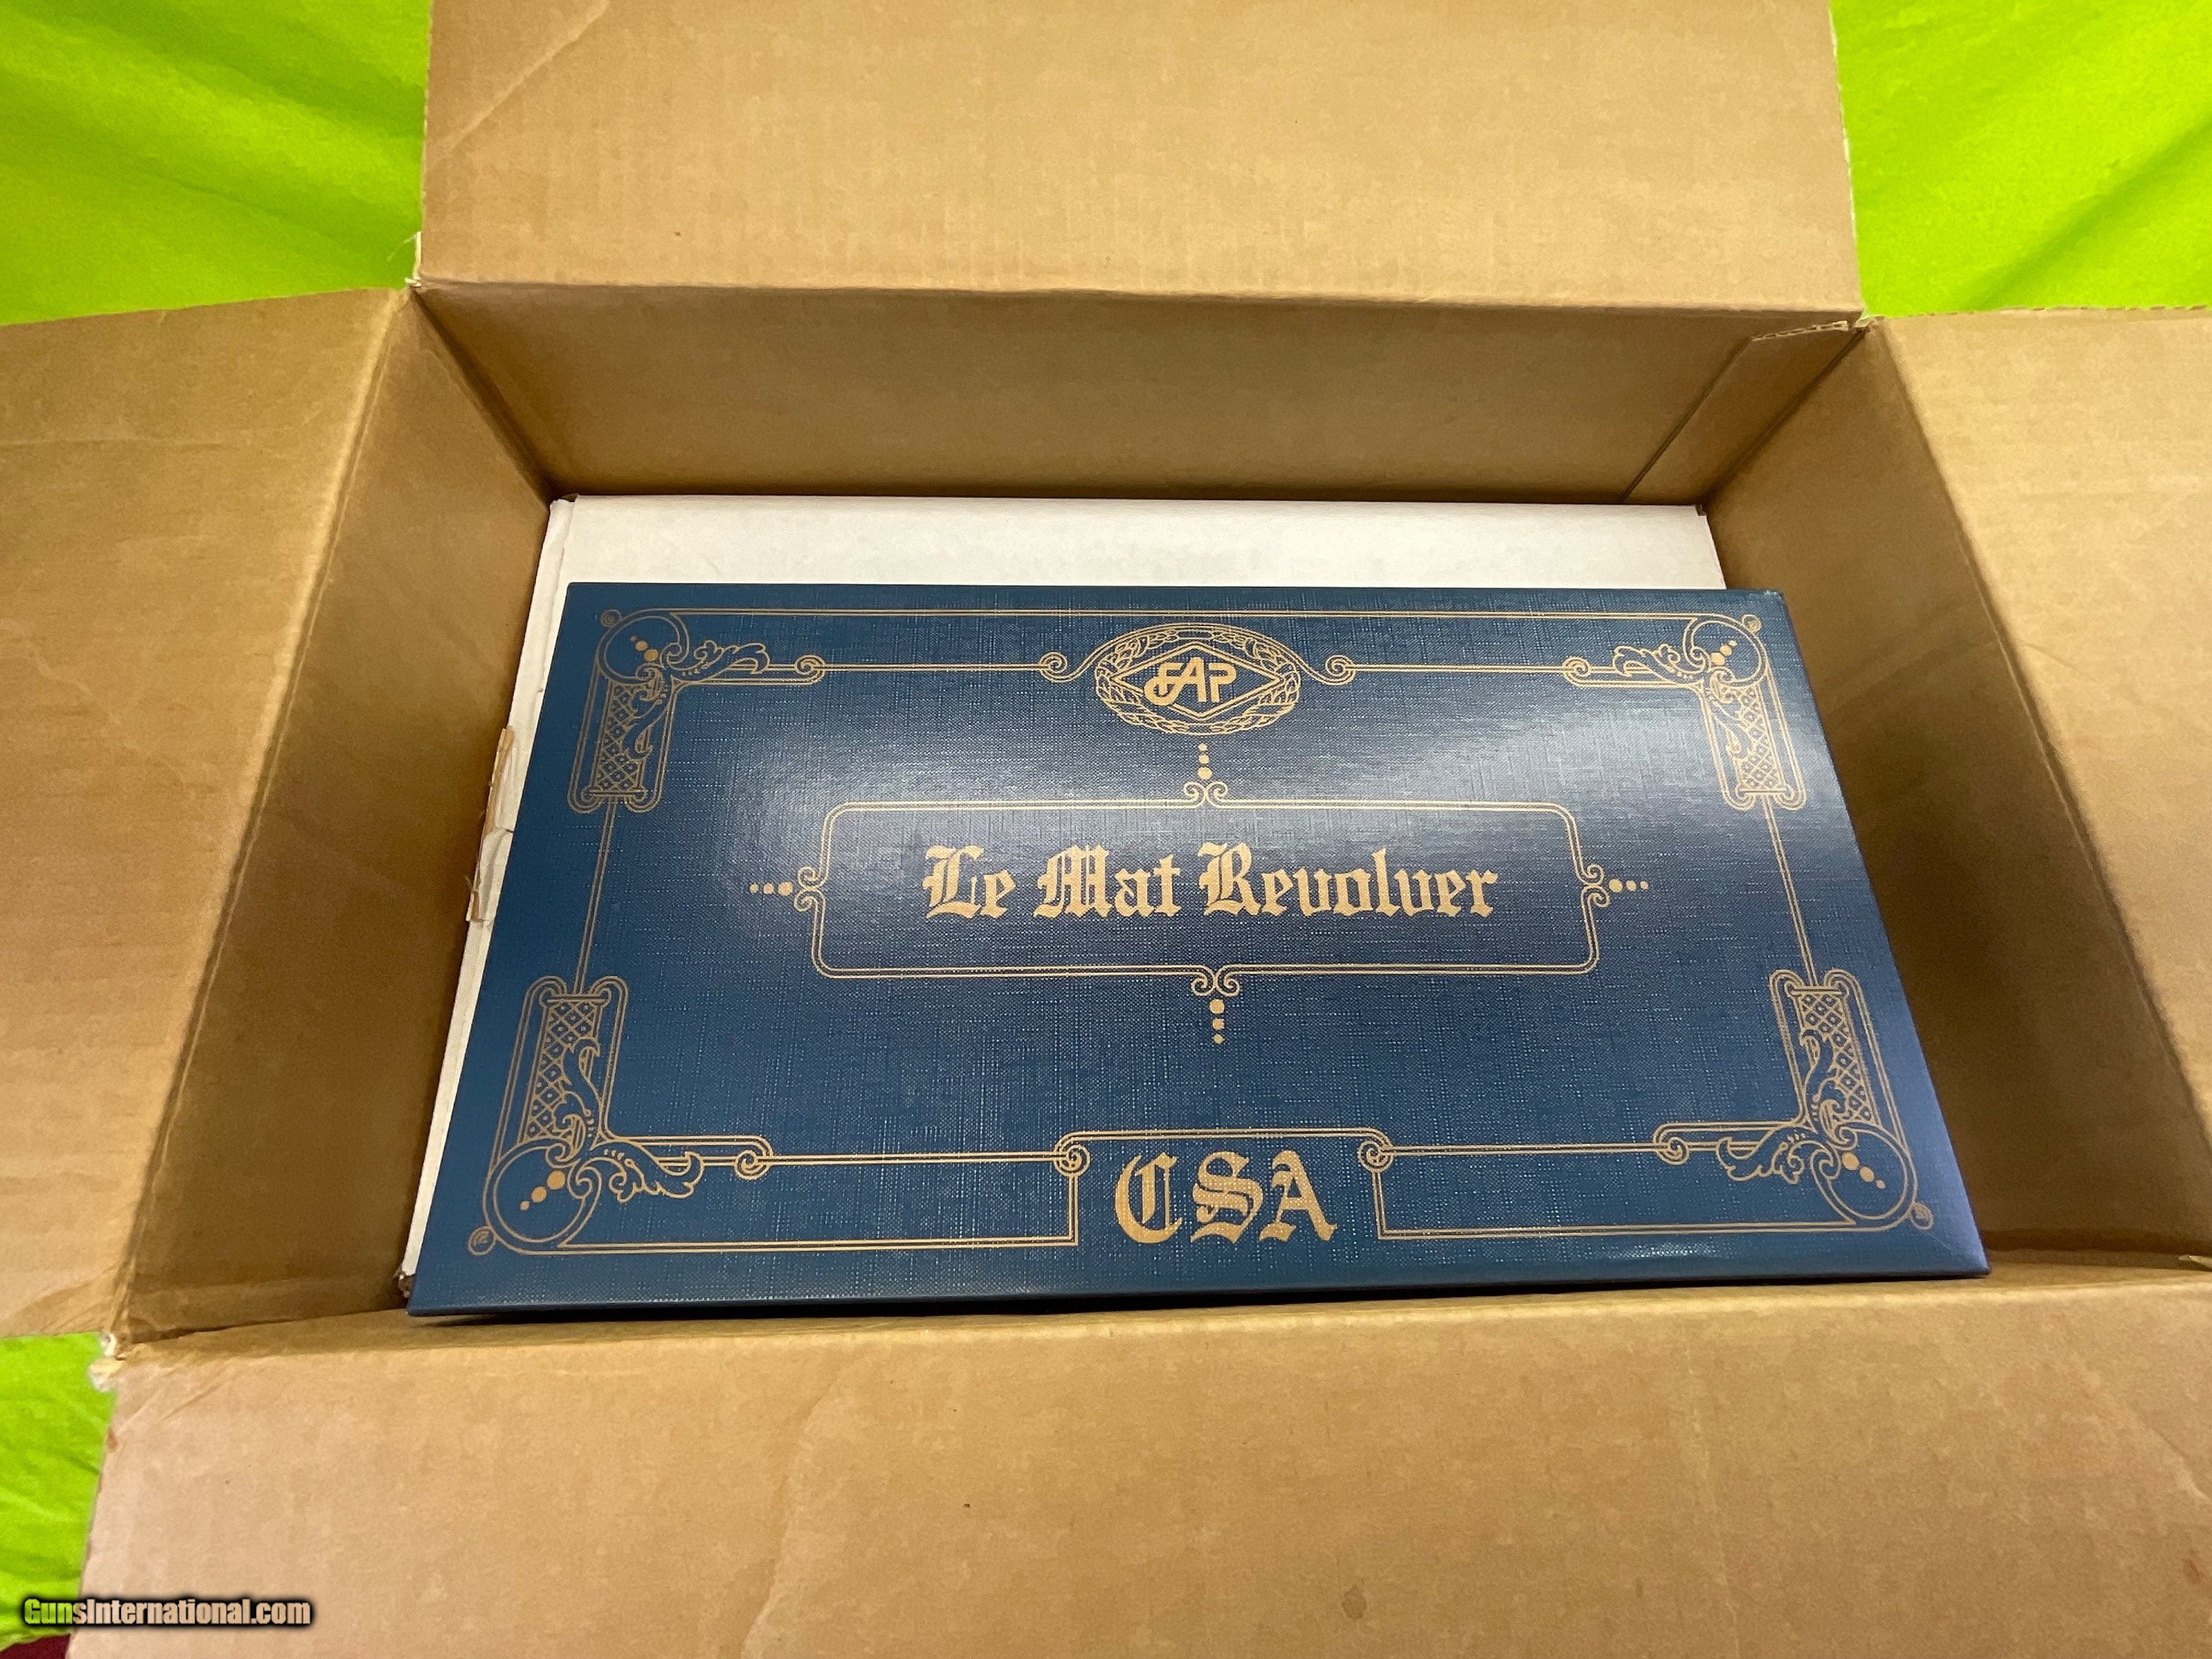 FAP
Le Mat Revolver
CSA
GunsInternational.com